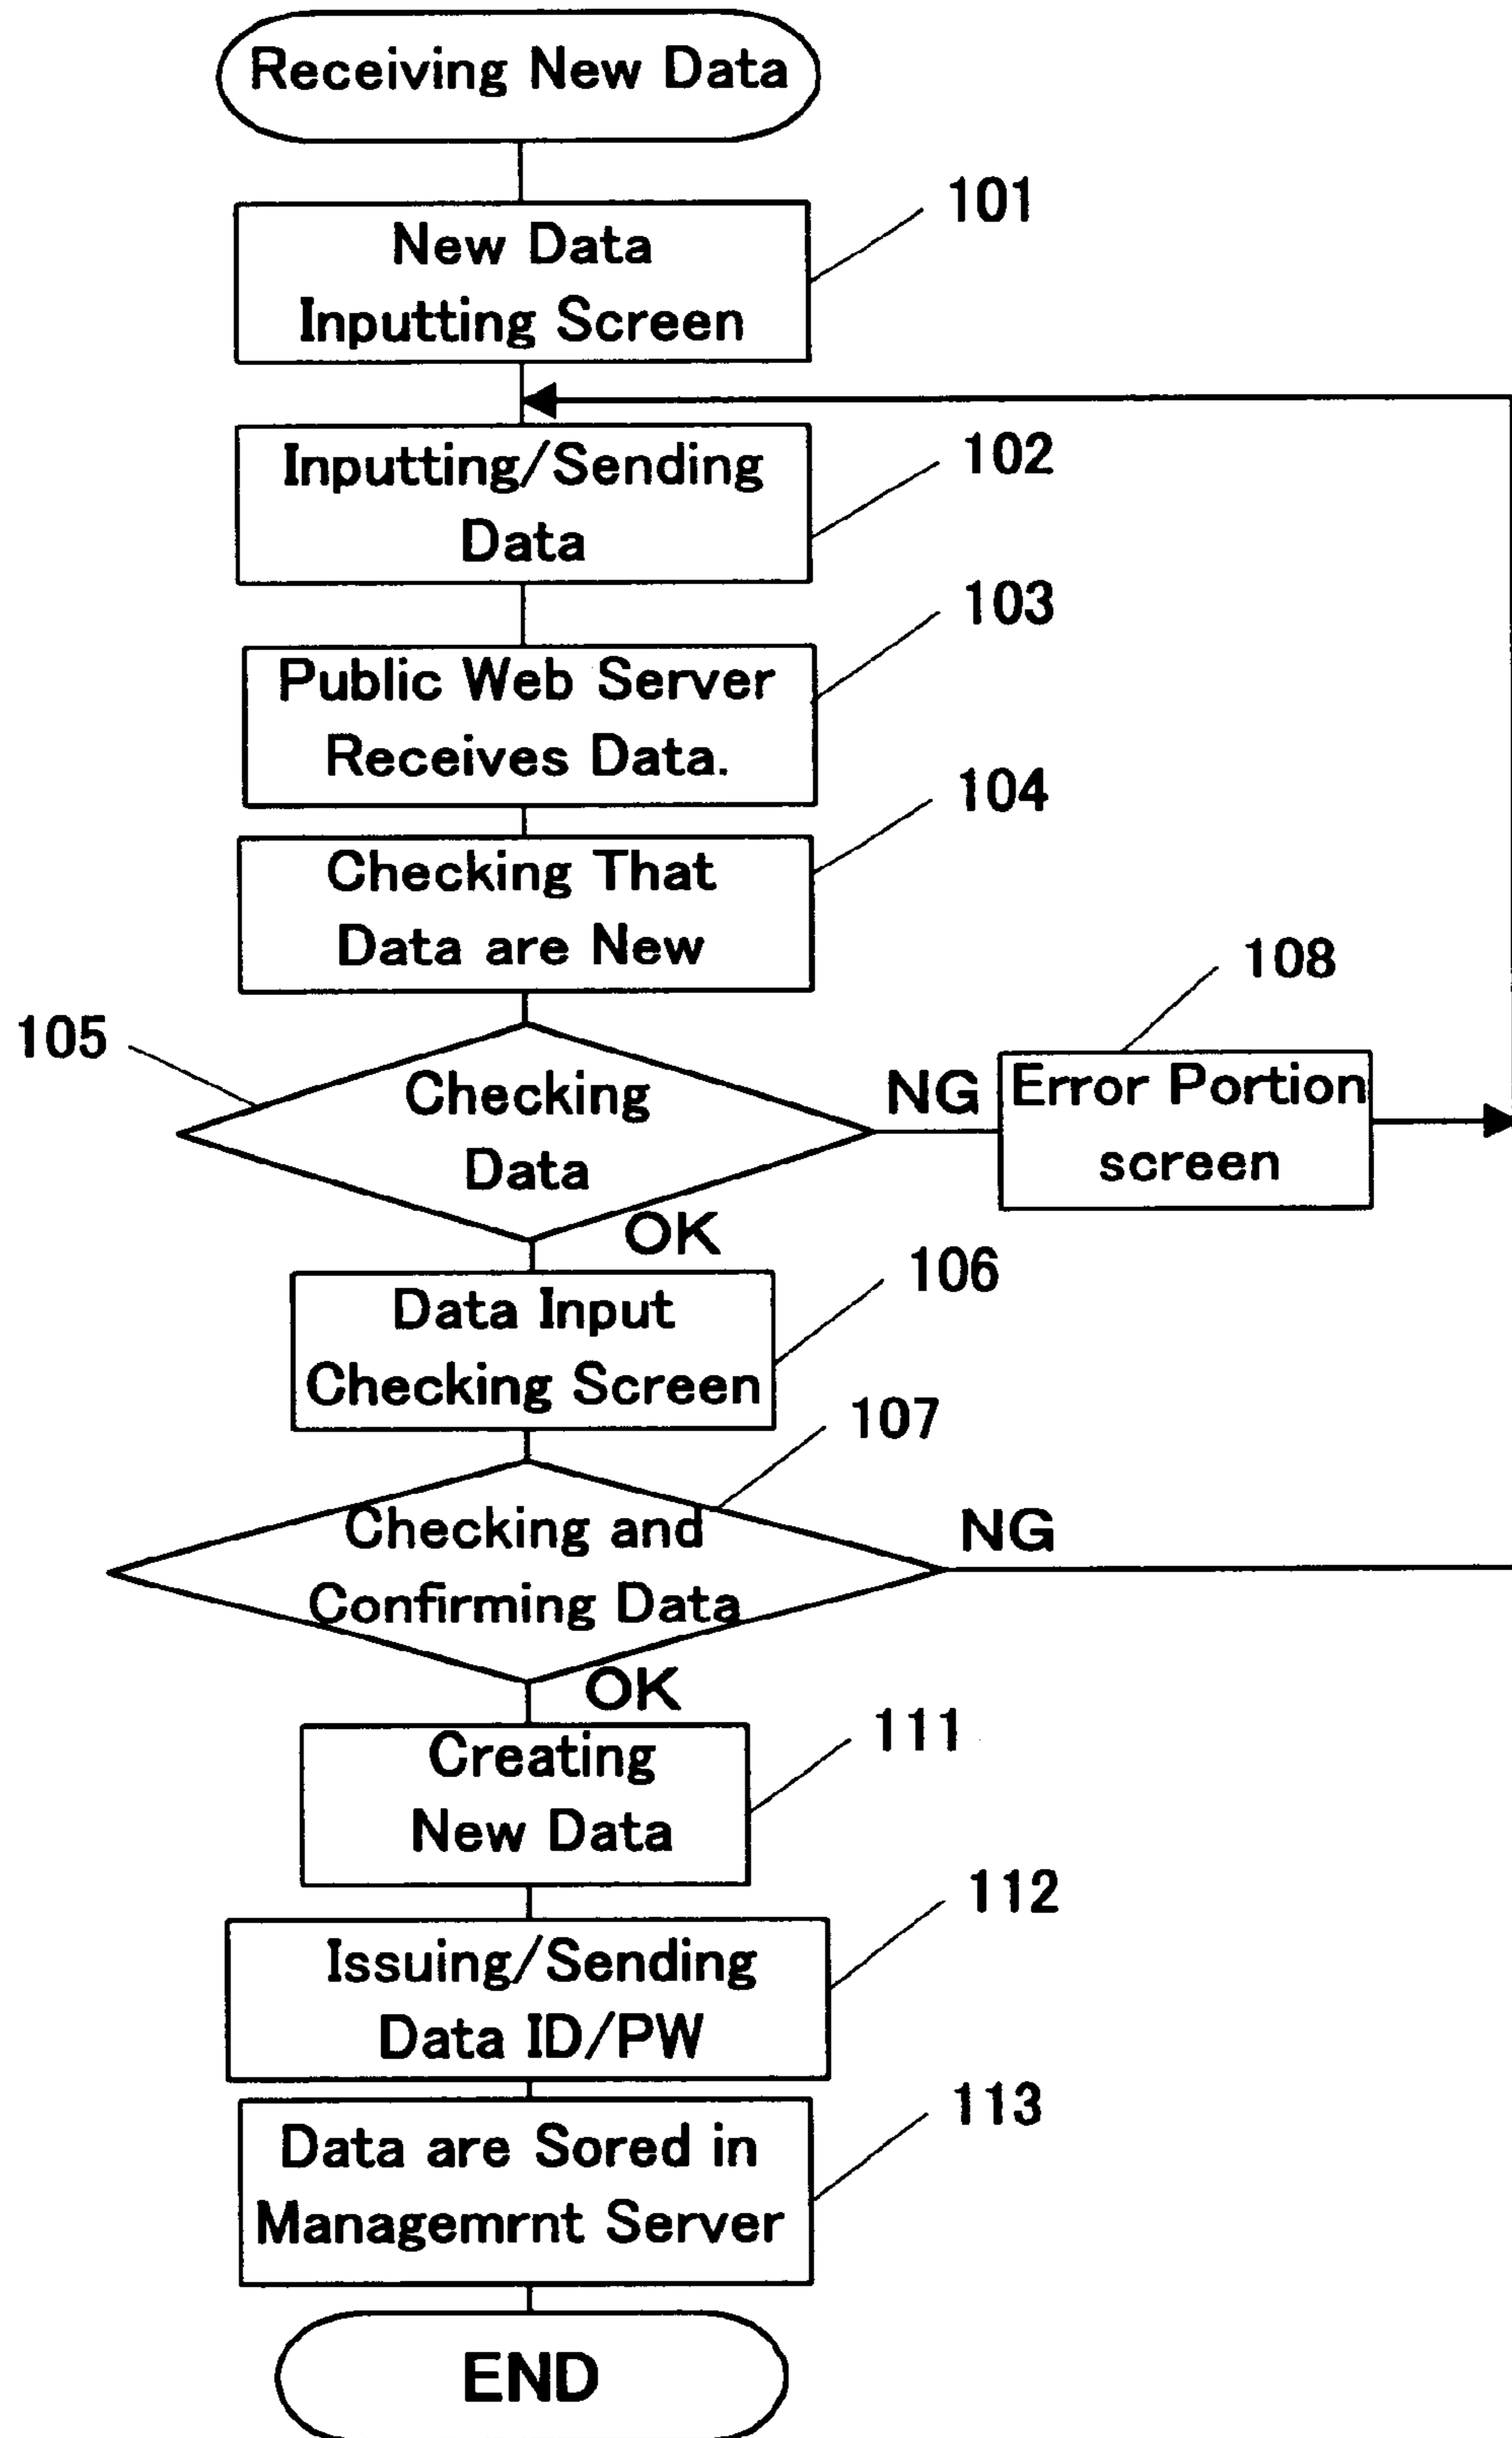 Receiving New Data
101
New Data
Inputting Screen
102
Inputting/Sending
Data
103
Public Web Server
Receives Data.
104
Checking That
Data are New
108
105
Checking
Data
NG
Error Portion
screen
OK
106
Data Input
Checking Screen
107
Checking and
Confirming Data
NG
OK
111
Creating
New Data
112
Issuing/Sending
Data ID/PW
113
Data are Sored in
Managemrnt Server
END